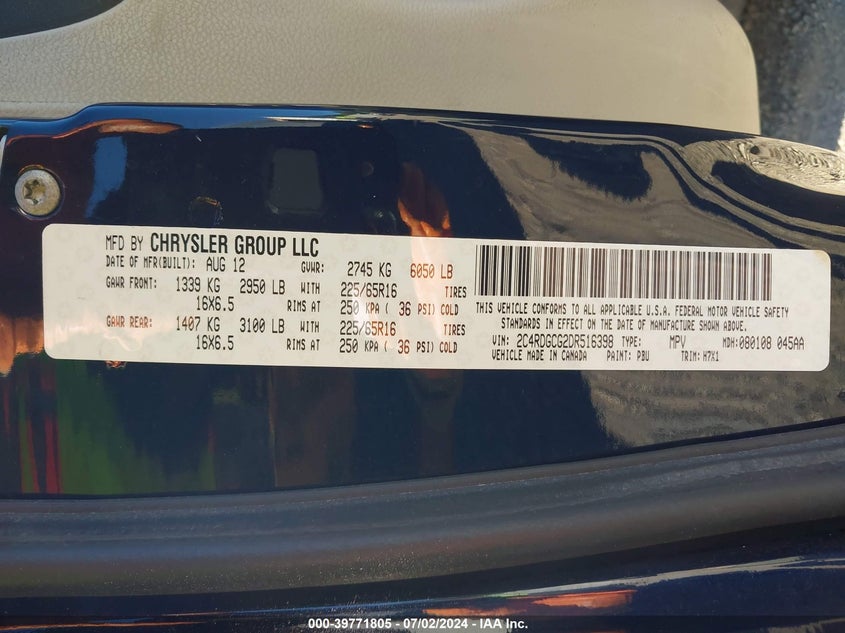 MFD BY CHRYSLER GROUP LLC
DATE OF MFR(BUILT): AUG 12 GVWR: 2745 KG 6050 LB
GAWR FRONT: 1339 KG 2950 LB WITH 225/65R16 TIRES
16X6.5 RIMS AT 250 KPA ( 36 PSI) COLD
GAWR REAR: 1407 KG 3100 LB WITH 225/65R16 TIRES
16X6.5 RIMS AT 250 KPA ( 36 PSI) COLD
THIS VEHICLE CONFORMS TO ALL APPLICABLE U.S.A. FEDERAL MOTOR VEHICLE SAFETY
STANDARDS IN EFFECT ON THE DATE OF MANUFACTURE SHOWN ABOVE.
VIN: 2C4RDGCG2DR516398 TYPE: MPV MDH:080108 045AA
VEHICLE MADE IN CANADA PAINT: PBU TRIM: H7X1
000-39771805 - 07/02/2024 - IAA Inc.